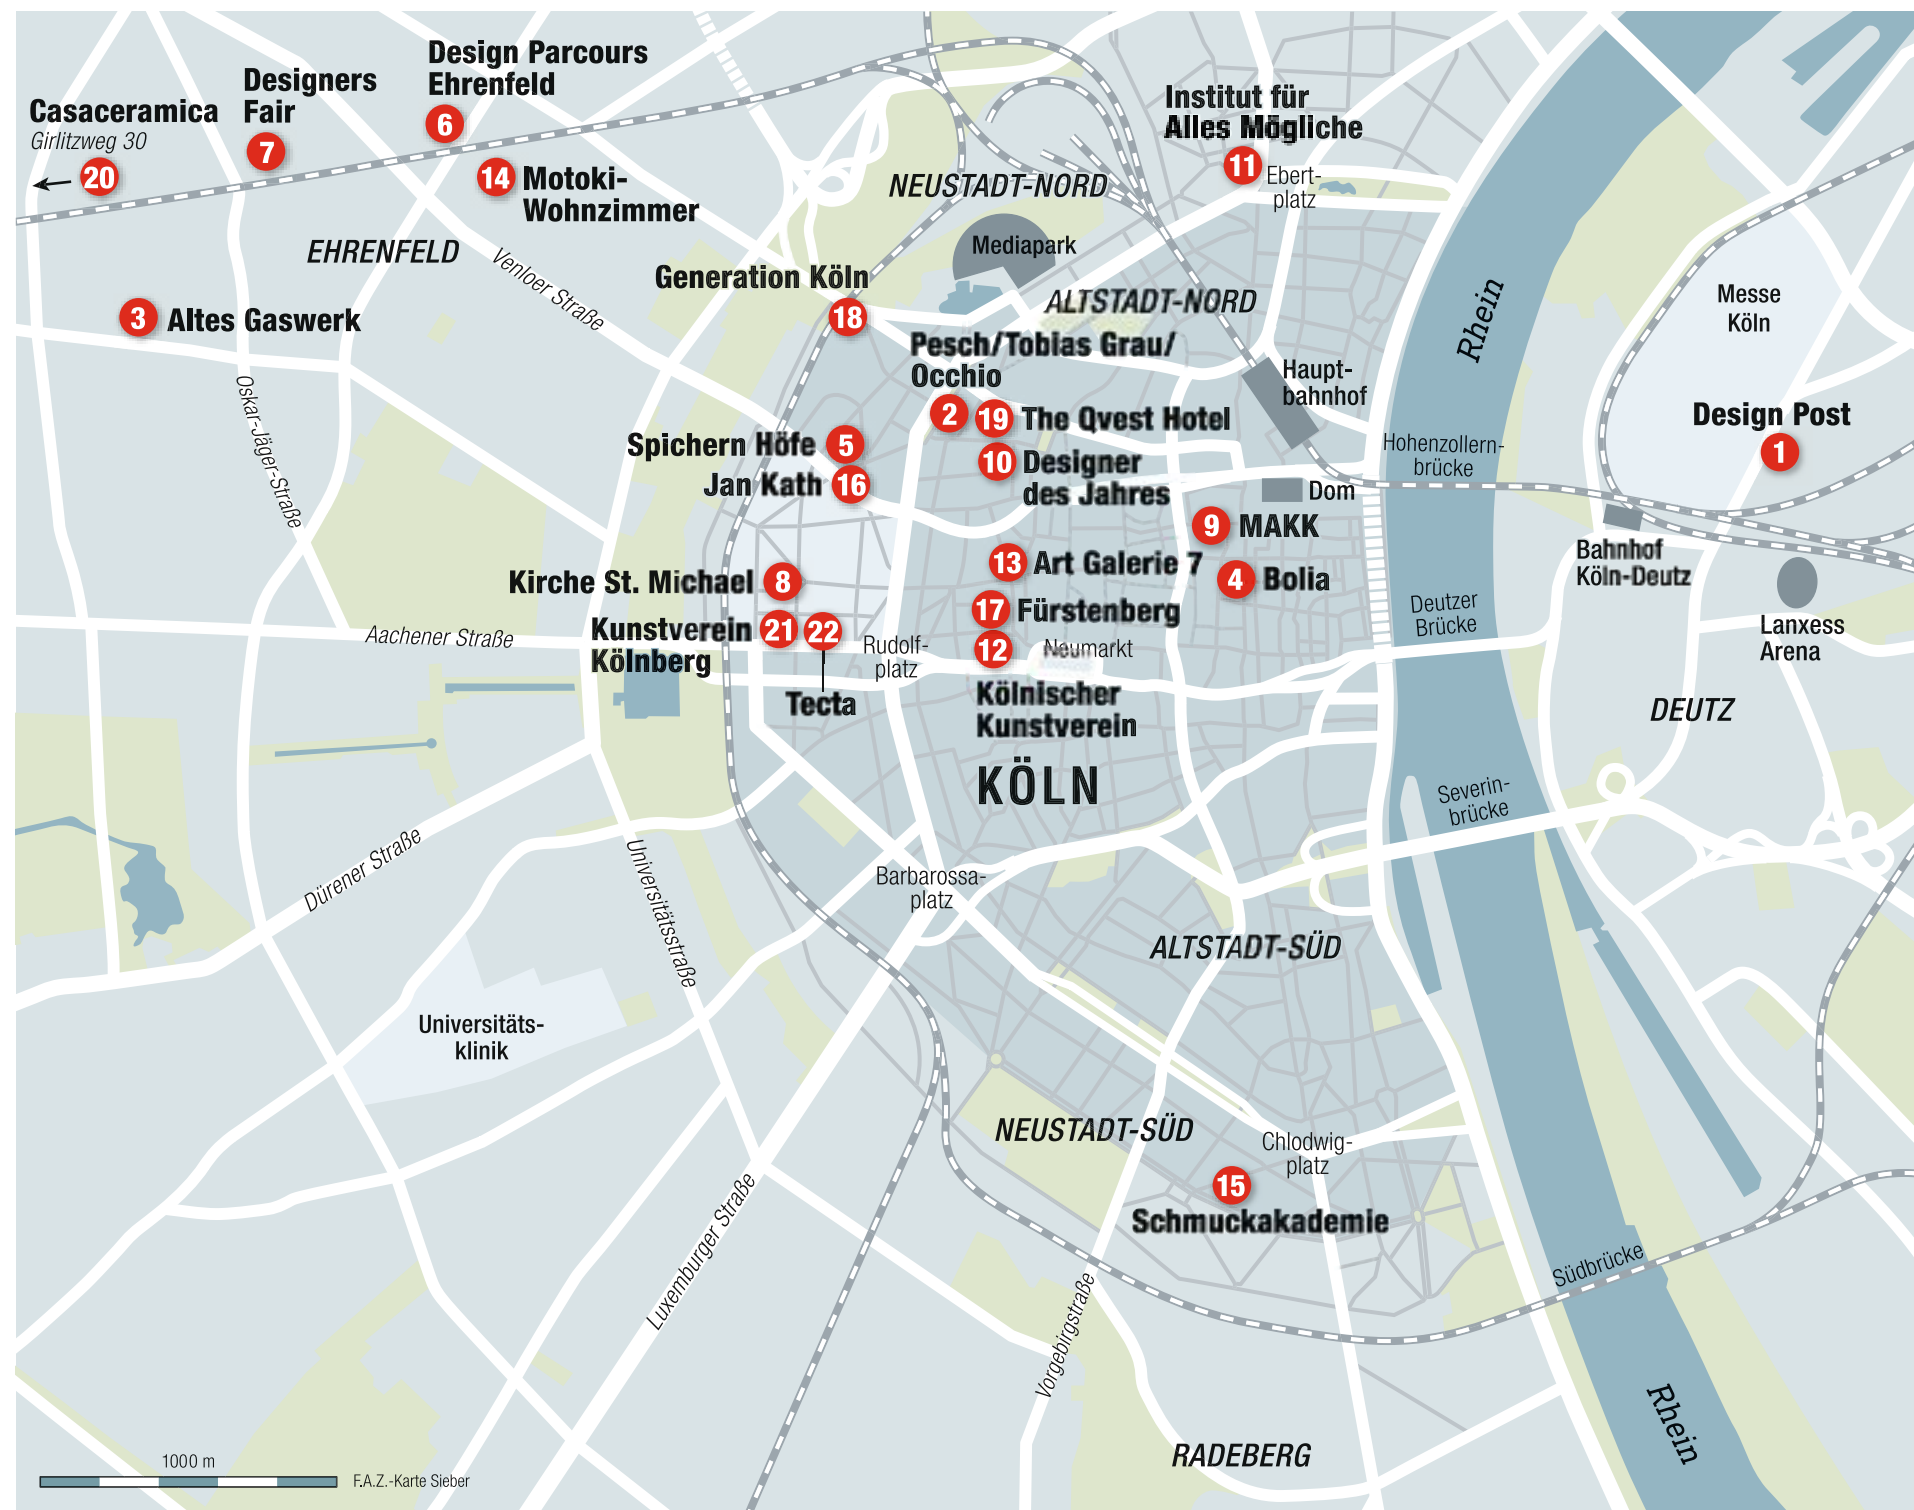 Design Parcours
Ehrenfeld
6
Designers
Fair
7
Casaceramica
Girlitzweg 30
20
14
Motoki-
Wohnzimmer
Institut für
Alles Mögliche
11
Ebert-
platz
NEUSTADT-NORD
Mediapark
EHRENFELD
Venloer Straße
Generation Köln
18
ALTSTADT-NORD
3
Altes Gaswerk
Pesch/Tobias Grau/
Occhio
2
19
The Qvest Hotel
Haupt-
bahnhof
Rhein
Messe
Köln
Design Post
1
Oskar-Jäger-Straße
Spichern Höfe
5
Jan Kath
16
10
Designer
des Jahres
Hohenzollern-
brücke
Dom
9
MAKK
Bahnhof
Köln-Deutz
13
Art Galerie 7
4
Bolia
Kirche St. Michael
8
17
Fürstenberg
Deutzer
Brücke
Lanxess
Arena
Aachener Straße
Kunstverein
Kölnberg
21
22
Rudolf-
platz
12
Neumarkt
Tecta
Kölnischer
Kunstverein
DEUTZ
KÖLN
Severin-
brücke
Dürener Straße
Universitätsstraße
Barbarossa-
platz
ALTSTADT-SÜD
Universitäts-
klinik
NEUSTADT-SÜD
Chlodwig-
platz
15
Schmuckakademie
Luxemburger Straße
Vorgebirgstraße
Südbrücke
Rhein
RADEBERG
1000 m
F.A.Z.-Karte Sieber